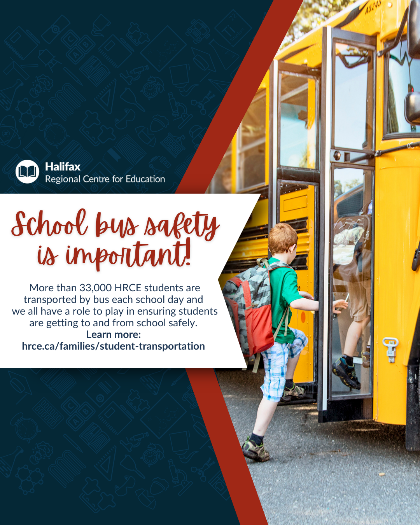 Halifax
Regional Centre for Education
School bus safety
is important!
More than 33,000 HRCE students are
transported by bus each school day and
we all have a role to play in ensuring students
are getting to and from school safely.
Learn more:
hrce.ca/families/student-transportation